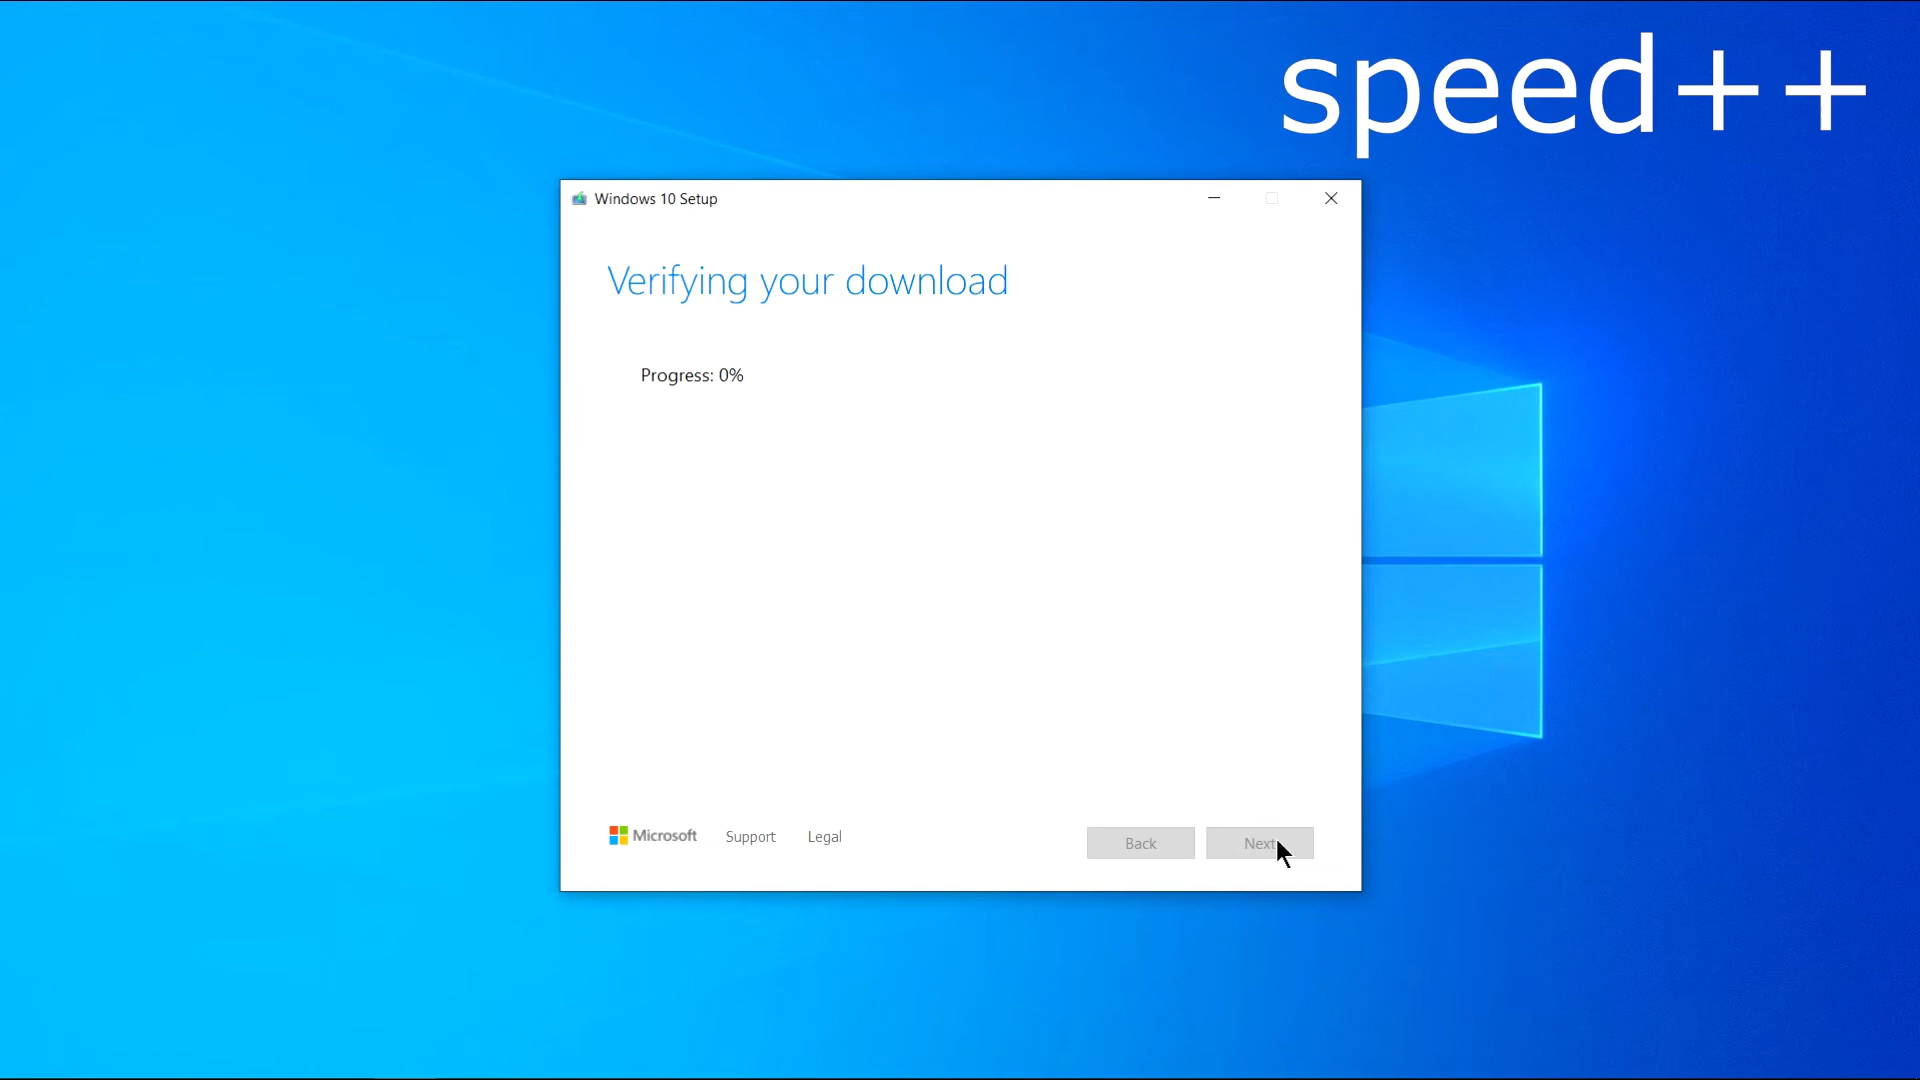 speed++
Windows 10 Setup
Verifying your download
Progress: 0%
Microsoft Support Legal Back Next